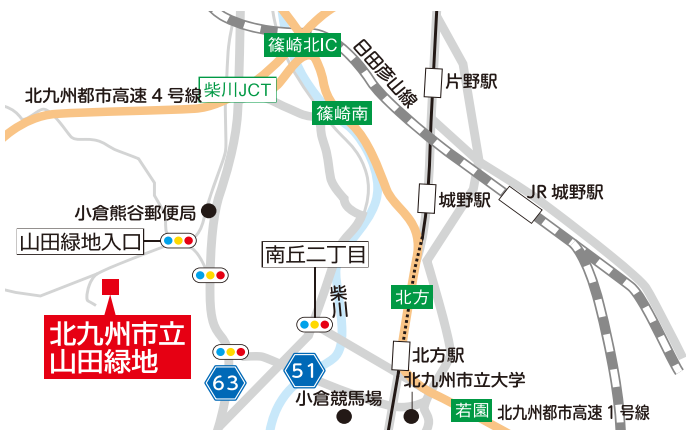 篠崎北IC
日田彦山線
片野駅
北九州都市高速4号線
柴川JCT
篠崎南
JR 城野駅
城野駅
小倉熊谷郵便局
山田緑地入口
南丘二丁目
柴川
北方
北九州市立
山田緑地
北方駅
51
63
北九州市立大学
小倉競馬場
若園
北九州都市高速1号線